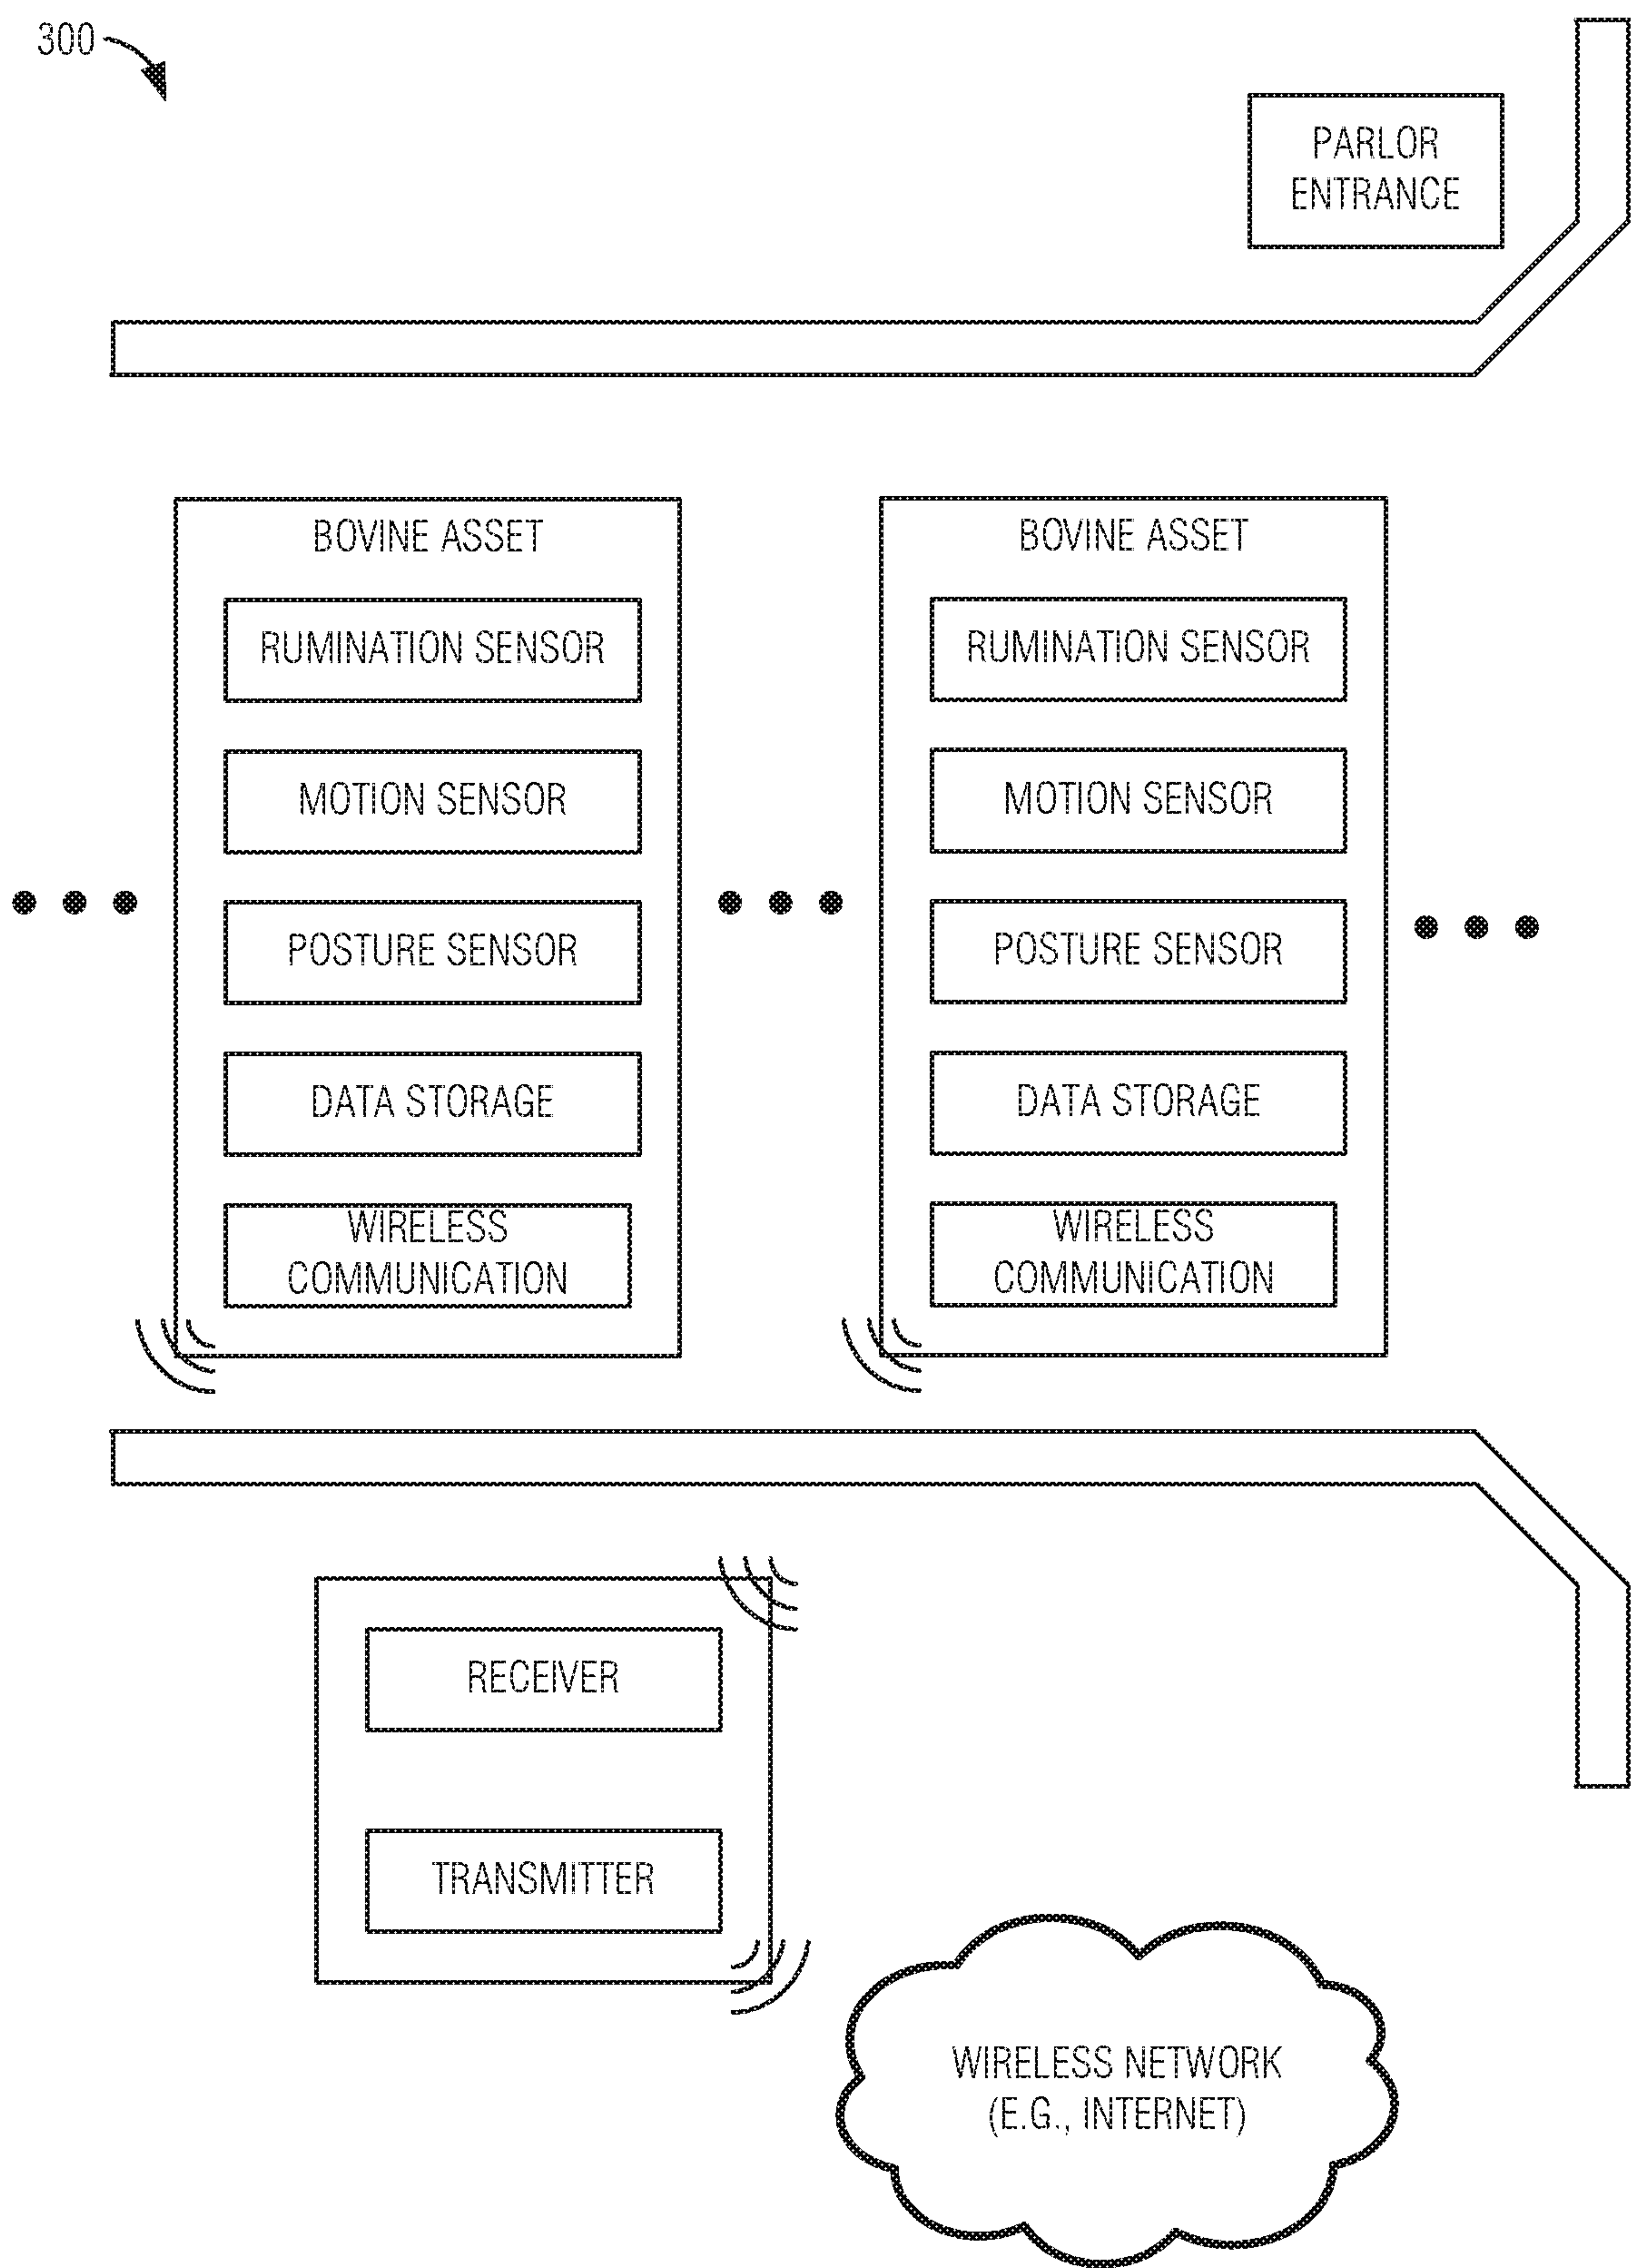 300
PARLOR
ENTRANCE
BOVINE ASSET
RUMINATION SENSOR
MOTION SENSOR
POSTURE SENSOR
DATA STORAGE
WIRELESS
COMMUNICATION
BOVINE ASSET
RUMINATION SENSOR
MOTION SENSOR
POSTURE SENSOR
DATA STORAGE
WIRELESS
COMMUNICATION
RECEIVER
TRANSMITTER
WIRELESS NETWORK
(E.G., INTERNET)